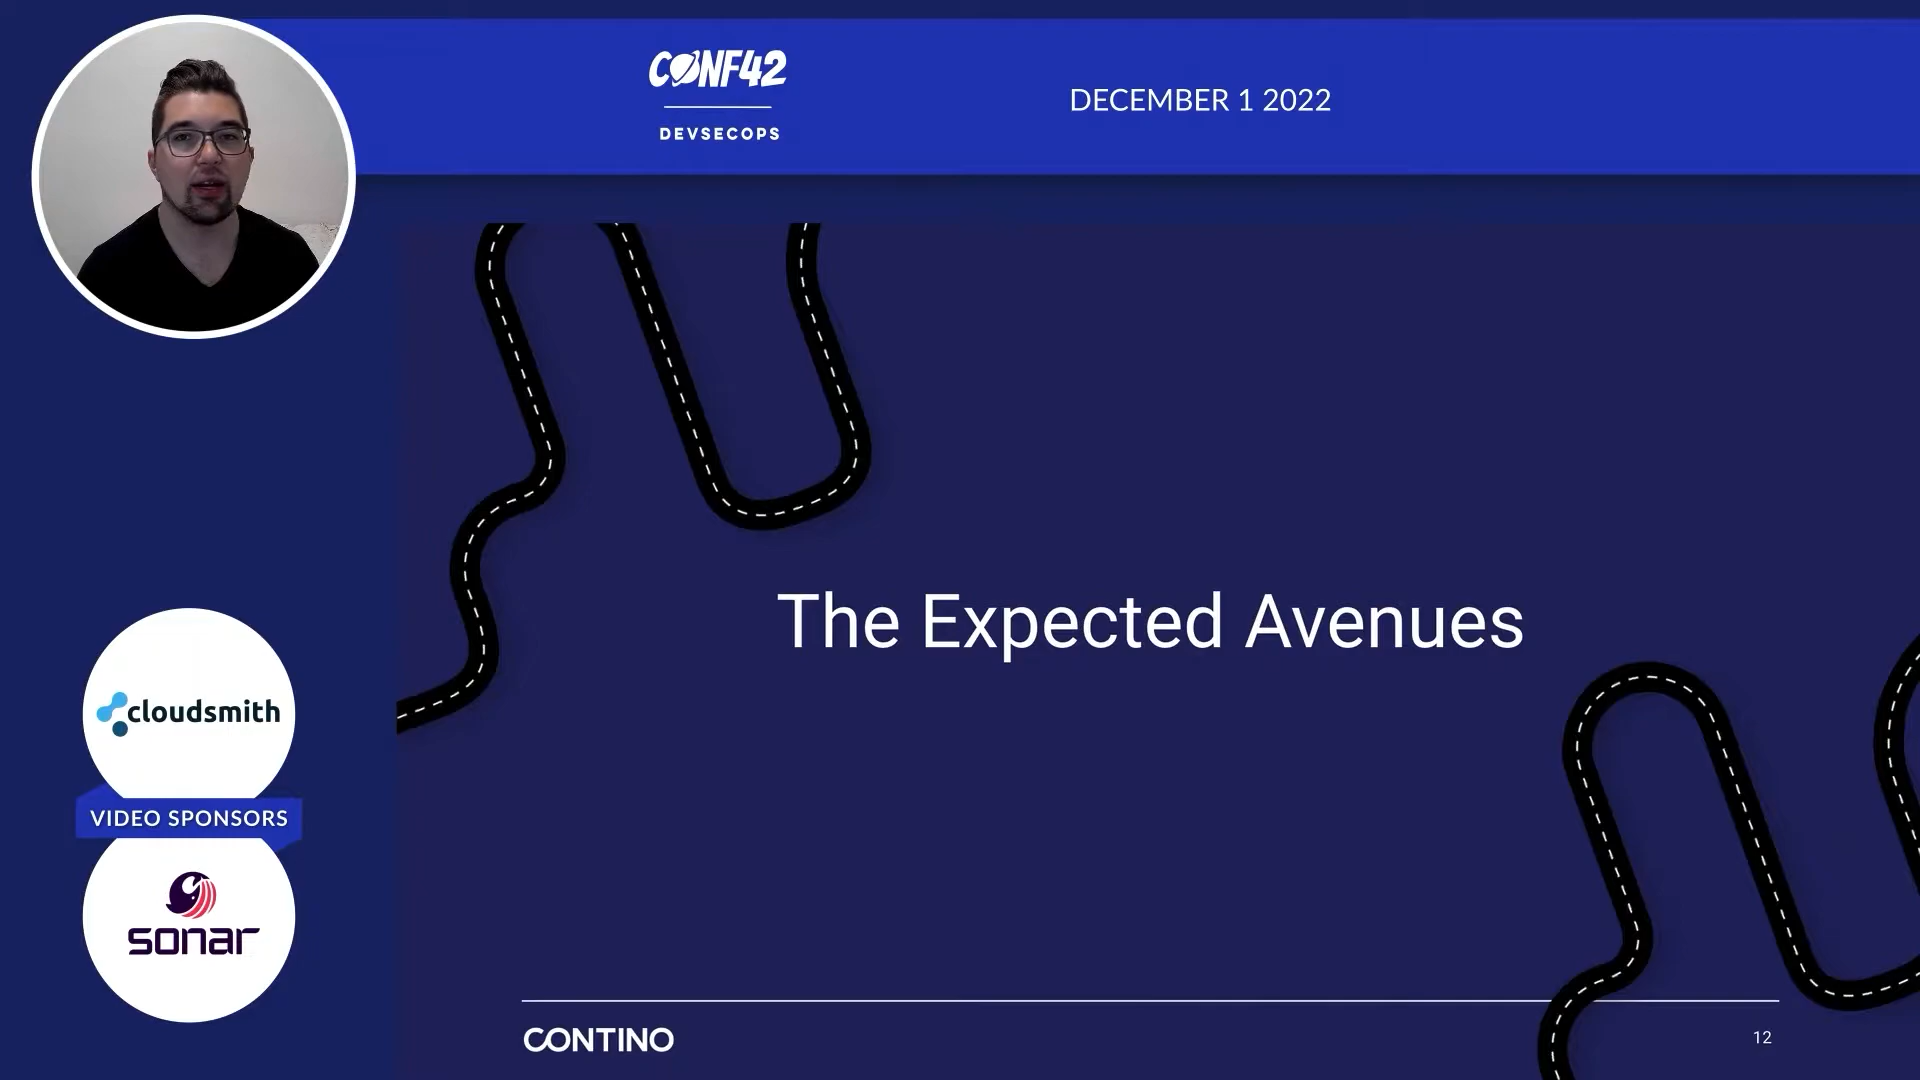 CONF42
DEVSECOPS
DECEMBER 1 2022
The Expected Avenues
cloudsmith
VIDEO SPONSORS
sonar
CONTINO
12